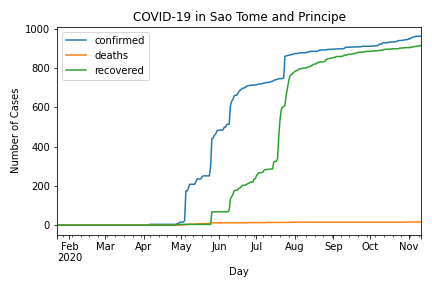 COVID-19 in Sao Tome and Principe
confirmed
deaths
recovered
Number of Cases
1000
800
600
400
200
0
Feb Mar Apr May Jun Jul Aug Sep Oct Nov
2020
Day